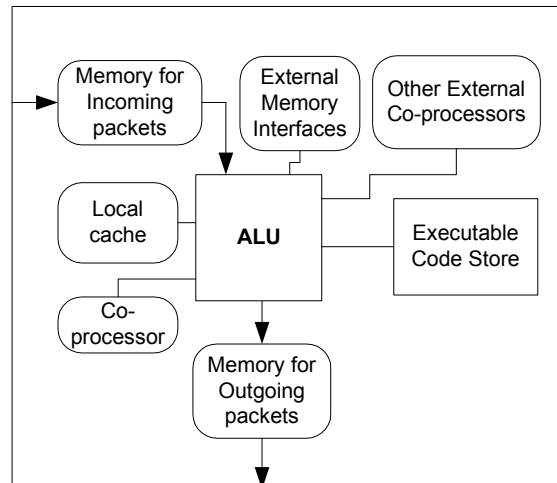 Memory for
Incoming
packets
External
Memory
Interfaces
Other External
Co-processors
Local
cache
ALU
Executable
Code Store
Co-
processor
Memory for
Outgoing
packets